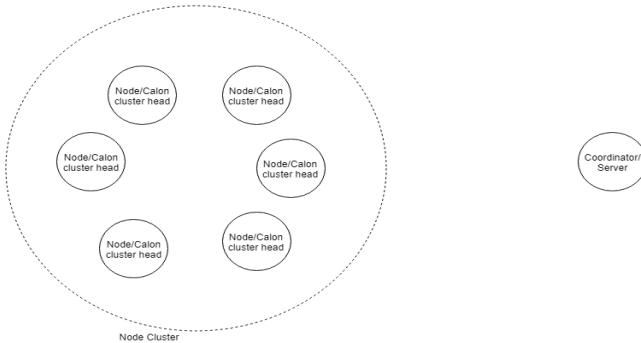 Node/Calon
cluster head
Node/Calon
cluster head
Node/Calon
cluster head
Node/Calon
cluster head
Coordinator/
Server
Node/Calon
cluster head
Node/Calon
cluster head
Node Cluster